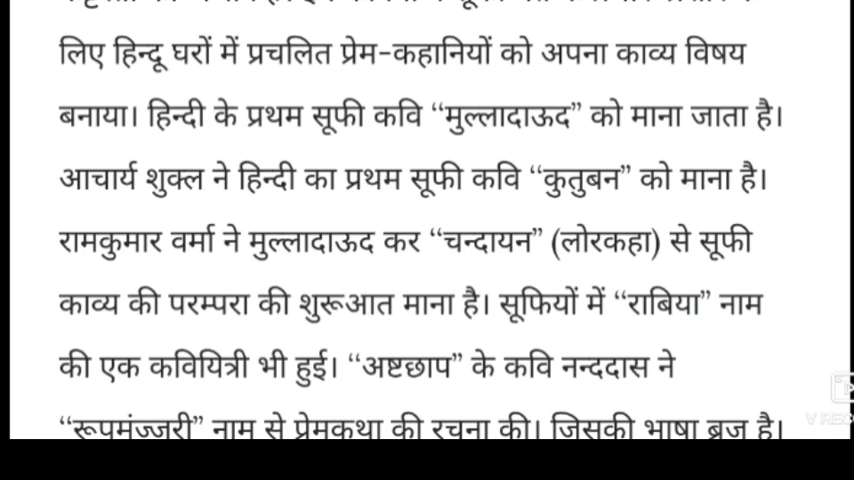 लिए हिन्दू घरों में प्रचलित प्रेम-कहानियों को अपना काव्य विषय
बनाया। हिन्दी के प्रथम सूफी कवि “मुल्लादाऊद” को माना जाता है।
आचार्य शुक्ल ने हिन्दी का प्रथम सूफी कवि “कुतुबन” को माना है।
रामकुमार वर्मा ने मुल्लादाऊद कर “चन्दायन” (लोरकहा) से सूफी
काव्य की परम्परा की शुरूआत माना है। सूफियों में “राबिया” नाम
की एक कवियित्री भी हुई। “अष्टछाप” के कवि नन्ददास ने
“रूपमंज्जरी” नाम से प्रेमकथा की रचना की। जिसकी भाषा ब्रज है।
V REC